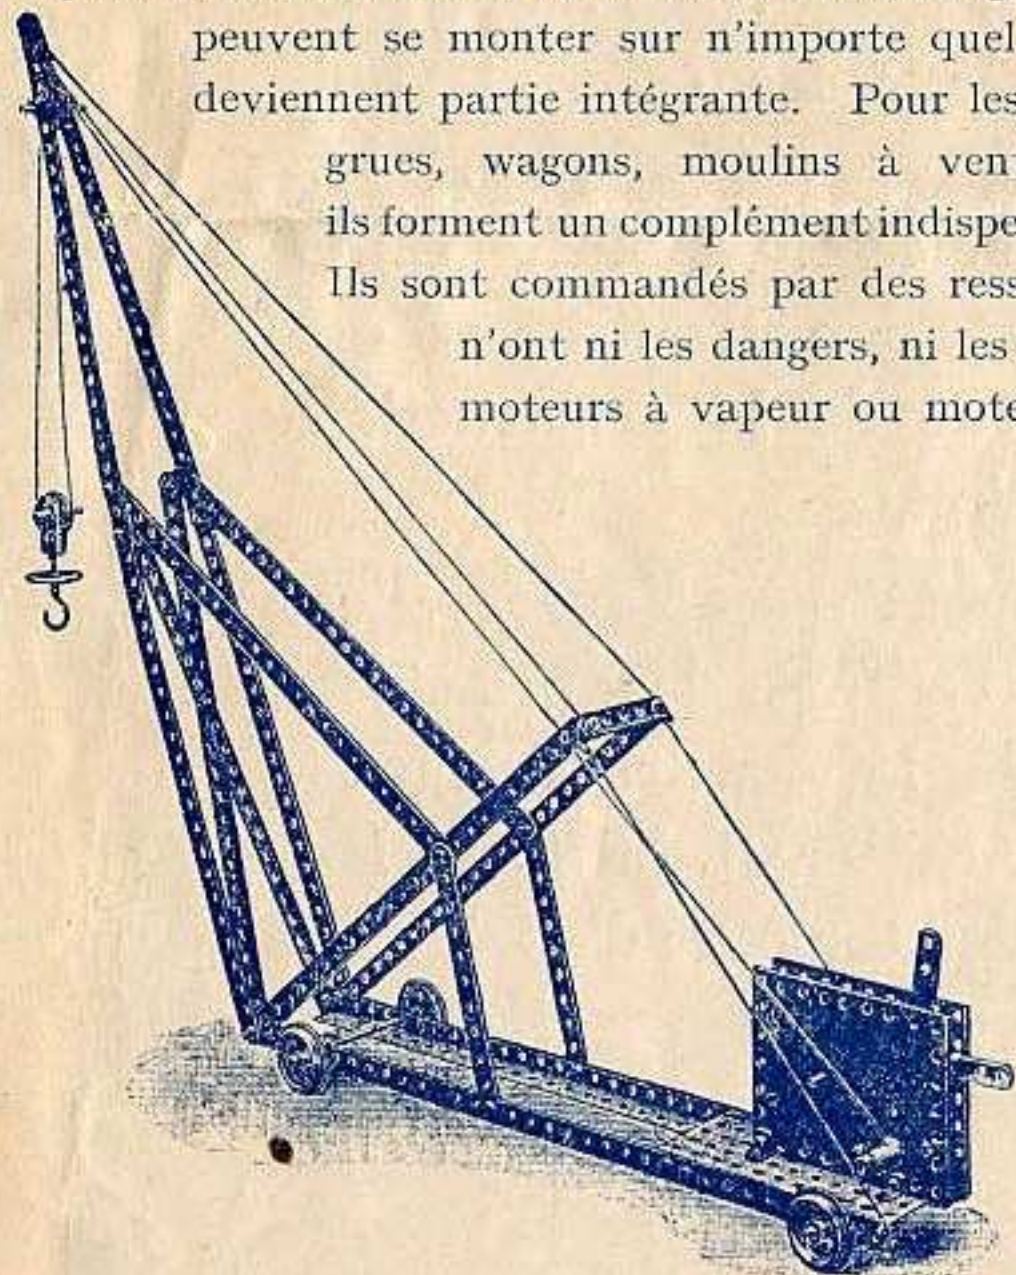 peuvent se monter sur n'importe quel
deviennent partie intégrante. Pour les
grues, wagons, moulins à ven
ils forment un complément indispe
Ils sont commandés par des ress
n'ont ni les dangers, ni les
moteurs à vapeur ou mote